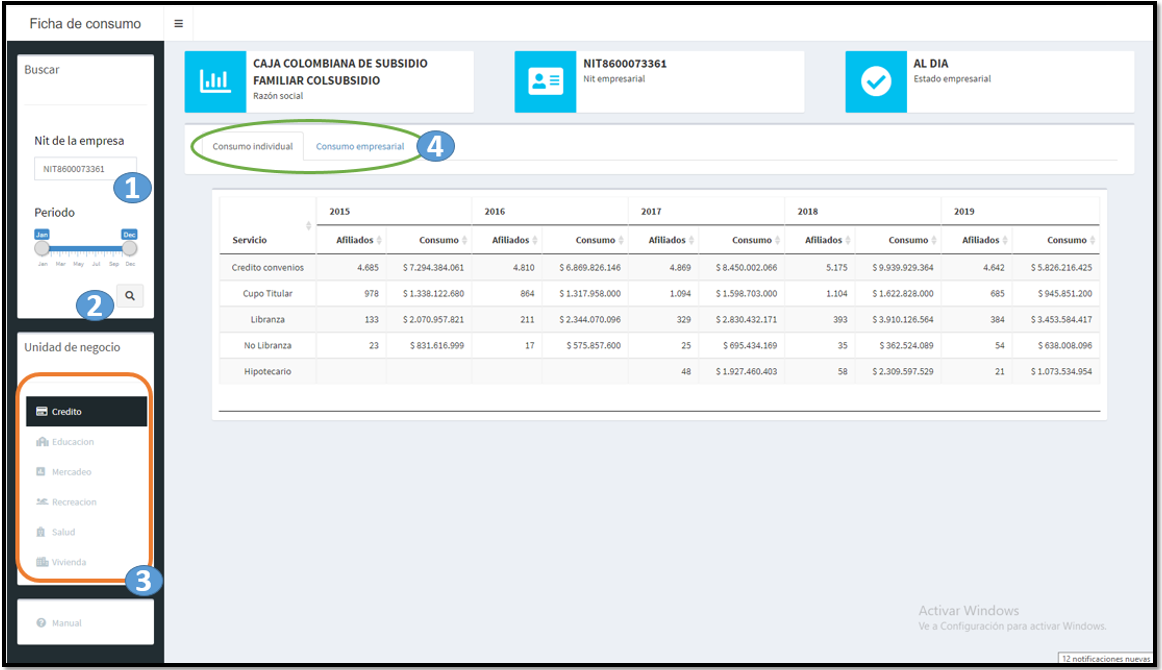 Ficha de consumo
Buscar
Nit de la empresa
NIT8600073361
1
Periodo
Jan Dec
Jan Mar May Jul Sep Dec
2
Unidad de negocio
Credito
Educacion
Mercadeo
Recreacion
Salud
Vivienda
3
Manual
CAJA COLOMBIANA DE SUBSIDIO
FAMILIAR COLSUBSIDIO
Razón social
NIT8600073361
Nit empresarial
AL DIA
Estado empresarial
Consumo individual Consumo empresarial 4
2015 2016 2017 2018 2019
Servicio Afiliados Consumo Afiliados Consumo Afiliados Consumo Afiliados Consumo Afiliados Consumo
Credito convenios 4.685 $ 7.294.384.061 4.810 $ 6.869.826.146 4.869 $ 8.450.002.066 5.175 $ 9.939.929.364 4.642 $ 5.826.216.425
Cupo Titular 978 $ 1.338.122.680 864 $ 1.317.958.000 1.094 $ 1.598.703.000 1.104 $ 1.622.828.000 685 $ 945.851.200
Libranza 133 $ 2.070.957.821 211 $ 2.344.070.096 329 $ 2.830.432.171 393 $ 3.910.126.564 384 $ 3.453.584.417
No Libranza 23 $ 831.616.999 17 $ 575.857.600 25 $ 695.434.169 35 $ 362.524.089 54 $ 638.008.096
Hipotecario 48 $ 1.927.460.403 58 $ 2.309.597.529 21 $ 1.073.534.954
Activar Windows
Ve a Configuración para activar Windows.
12 notificaciones nuevas